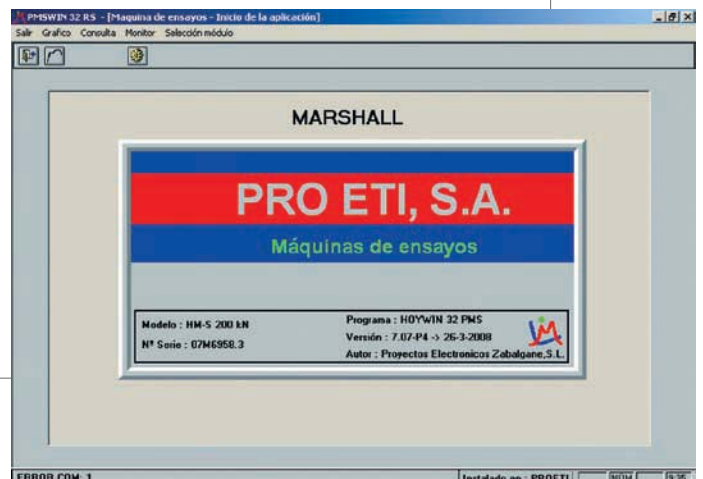 PMSWIN 32 RS - [Maquina de ensayos - Inicio de la aplicación]
Salir Grafico Consulta Monitor Selección módulo
MARSHALL
PRO ETI, S.A.
Máquinas de ensayos
Modelo : HM-S 200 kN
Nº Serie : 07M6958.3
Programa : HOYWIN 32 PMS
Versión : 7.07-P4 -> 26-3-2008
Autor : Proyectos Electronicos Zabalgane,S.L.
ERROR COM: 1
Instalado en : PROETI
NUM
9:35